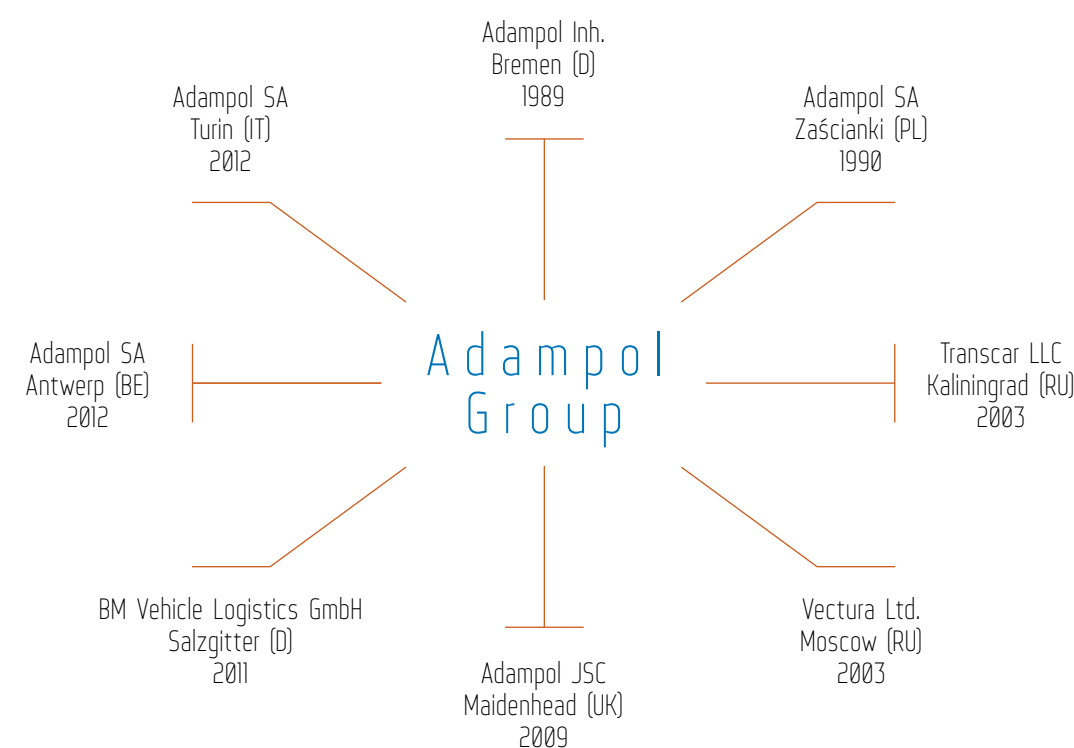 Adampol Inh.
Bremen (D)
1989
Adampol SA
Zaścianki (PL)
1990
Transcar LLC
Kaliningrad (RU)
2003
Vectura Ltd.
Moscow (RU)
2003
Adampol JSC
Maidenhead (UK)
2009
BM Vehicle Logistics GmbH
Salzgitter (D)
2011
Adampol SA
Antwerp (BE)
2012
Adampol SA
Turin (IT)
2012
Adampol
Group